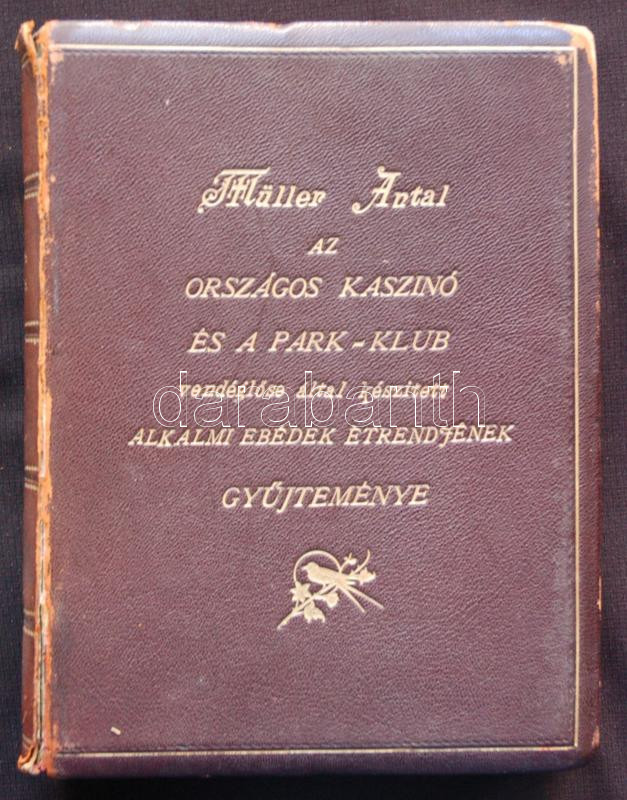 Müller Antal
AZ
ORSZÁGOS KASZINÓ
ÉS A PARK-KLUB
vendéglőse által készített
darabanth
ALKALMI EBÉDEK ÉTRENDJÉNEK
GYŰJTEMÉNYE